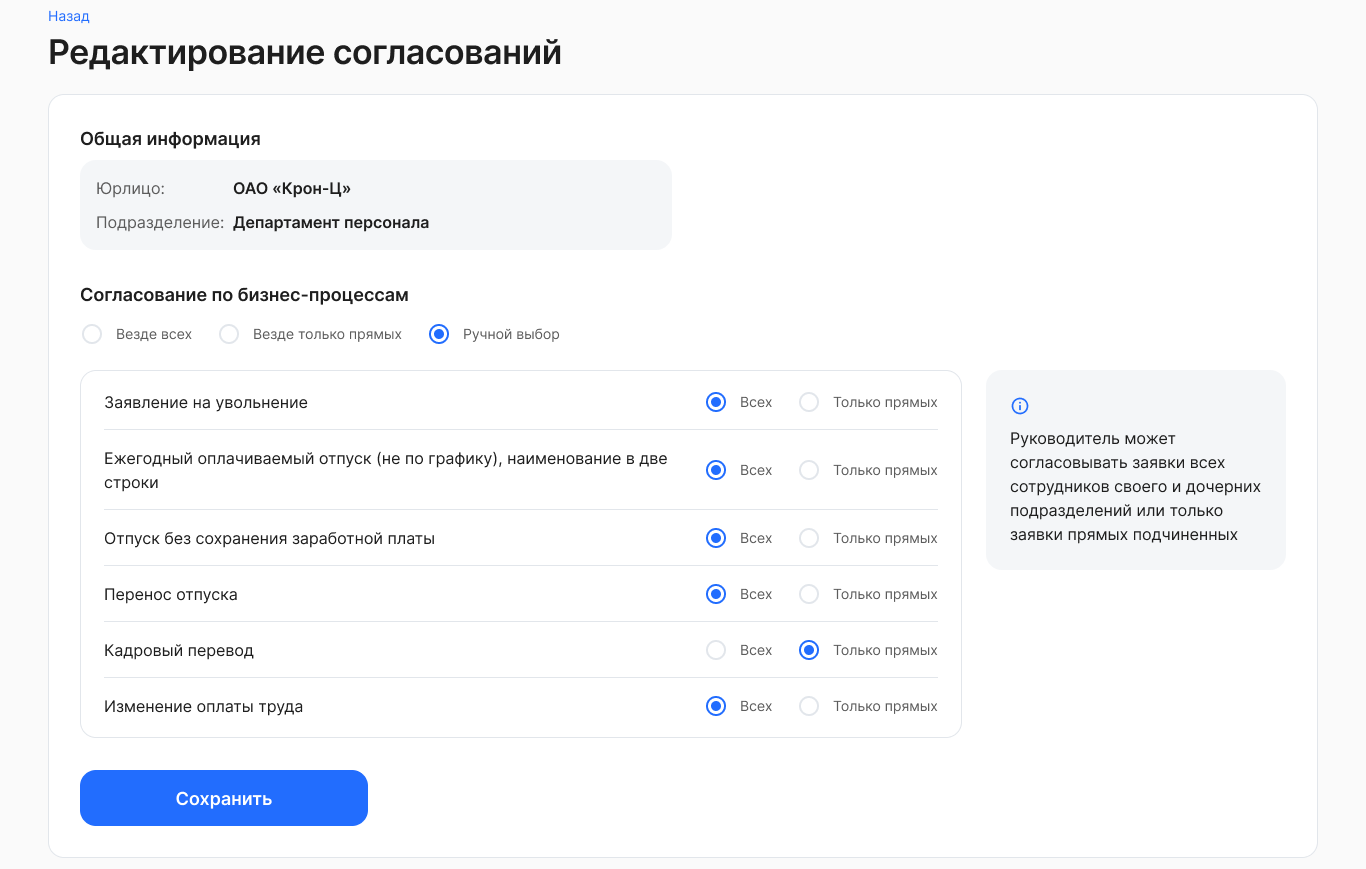 Назад
Редактирование согласований
Общая информация
Юрлицо: ОАО «Крон-Ц»
Подразделение: Департамент персонала
Согласование по бизнес-процессам
Везде всех Везде только прямых Ручной выбор
Заявление на увольнение Всех Только прямых
Ежегодный оплачиваемый отпуск (не по графику), наименование в две
строки Всех Только прямых
Отпуск без сохранения заработной платы Всех Только прямых
Перенос отпуска Всех Только прямых
Кадровый перевод Всех Только прямых
Изменение оплаты труда Всех Только прямых
Руководитель может
согласовывать заявки всех
сотрудников своего и дочерних
подразделений или только
заявки прямых подчиненных
Сохранить